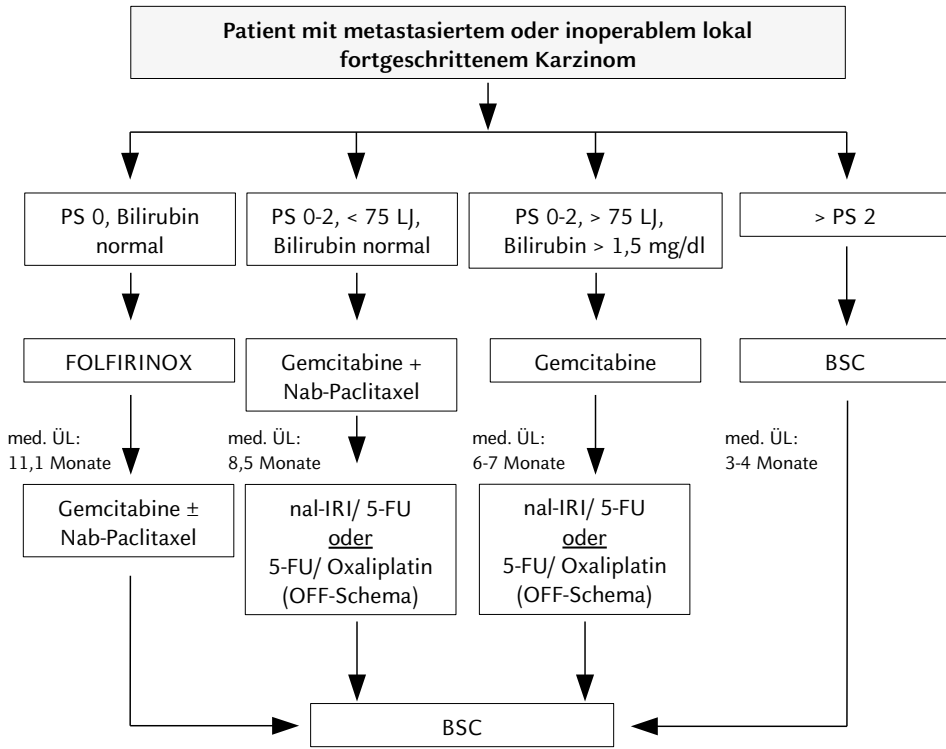 Patient mit metastasiertem oder inoperablem lokal
fortgeschrittenem Karzinom
PS 0, Bilirubin
normal
PS 0-2, < 75 LJ,
Bilirubin normal
PS 0-2, > 75 LJ,
Bilirubin > 1,5 mg/dl
> PS 2
FOLFIRINOX
Gemcitabine +
Nab-Paclitaxel
Gemcitabine
BSC
med. ÜL:
11,1 Monate
med. ÜL:
8,5 Monate
med. ÜL:
6-7 Monate
med. ÜL:
3-4 Monate
Gemcitabine ±
Nab-Paclitaxel
nal-IRI/ 5-FU
oder
5-FU/ Oxaliplatin
(OFF-Schema)
nal-IRI/ 5-FU
oder
5-FU/ Oxaliplatin
(OFF-Schema)
BSC